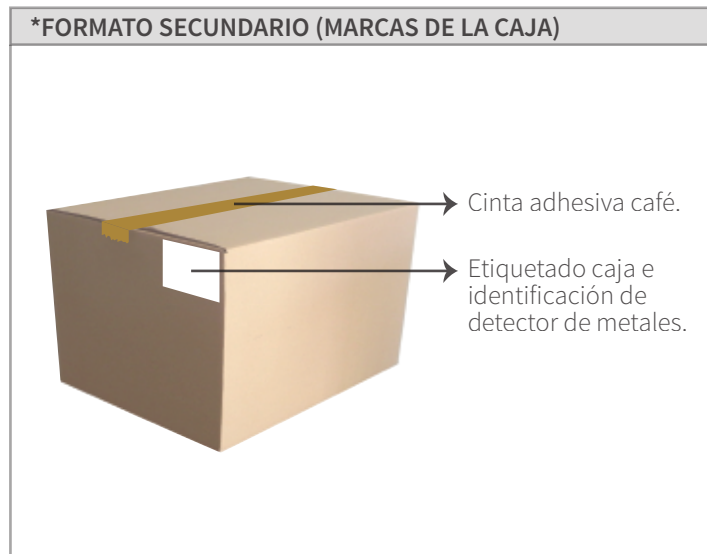 *FORMATO SECUNDARIO (MARCAS DE LA CAJA)
Cinta adhesiva café.
Etiquetado caja e
identificación de
detector de metales.